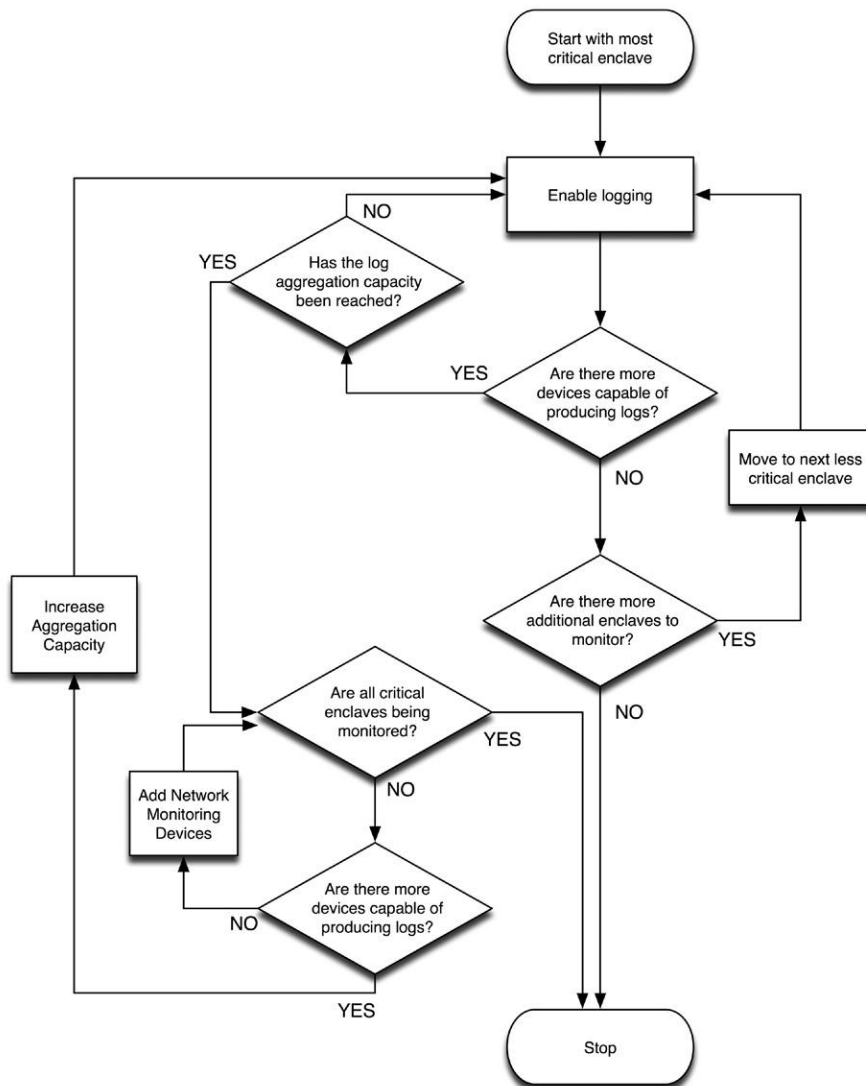 Start with most
critical enclave
Enable logging
NO
YES
Has the log
aggregation capacity
been reached?
YES
Are there more
devices capable of
producing logs?
NO
Move to next less
critical enclave
Increase
Aggregation
Capacity
Are there more
additional enclaves to
monitor?
YES
Are all critical
enclaves being
monitored?
NO
YES
NO
Add Network
Monitoring
Devices
Are there more
devices capable of
producing logs?
NO
YES
Stop